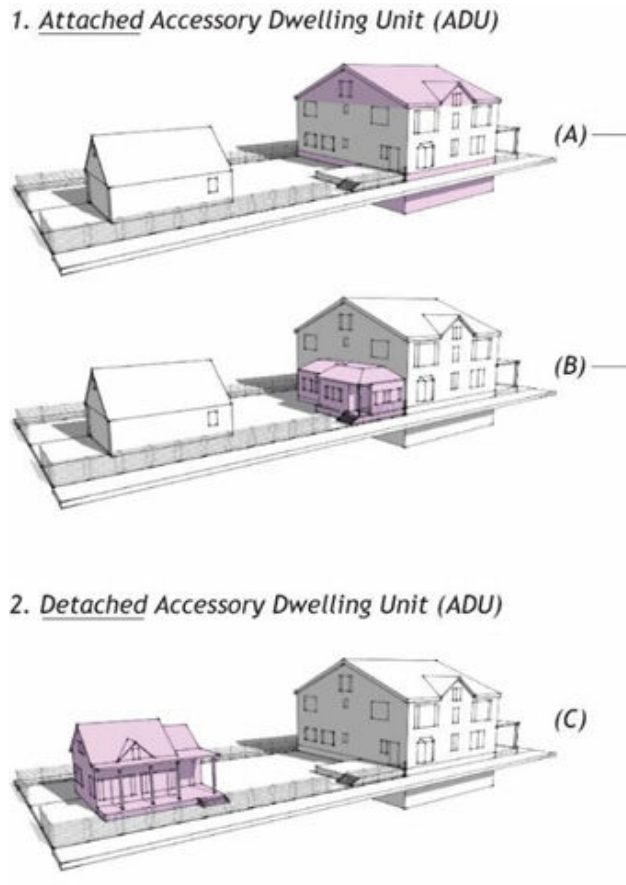 1. Attached Accessory Dwelling Unit (ADU)
(A)
(B)
2. Detached Accessory Dwelling Unit (ADU)
(C)